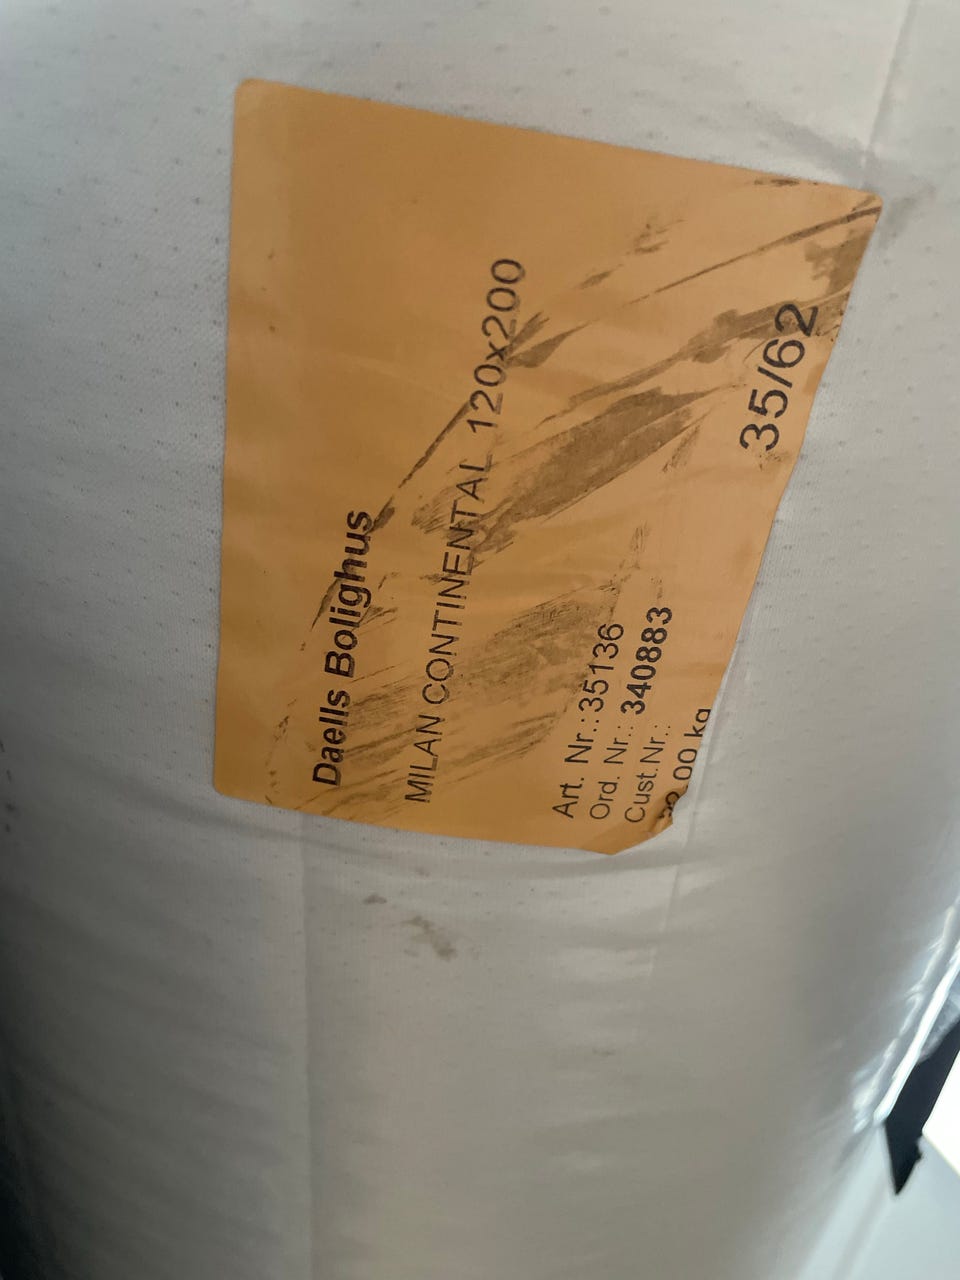 Daells Bolighus
MILAN CONTINENTAL 120x200
Art. Nr.:35136
Ord. Nr.: 340883
Cust.Nr.:
35/62